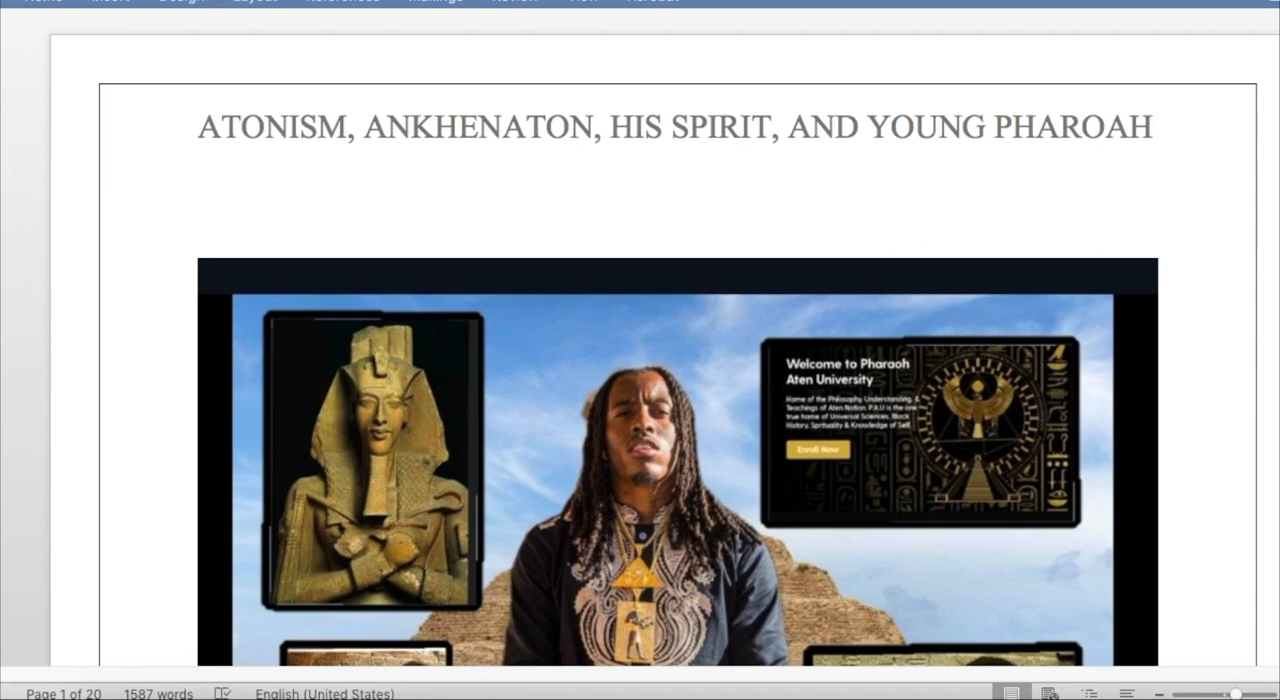 ATONISM, ANKHENATON, HIS SPIRIT, AND YOUNG PHAROAH
Welcome to Pharaoh
Aten University
Home of the Philosophy, Understanding, &
Teachings of Aten Nation. P.A.U is the one
true home of Universal Sciences, Black
History, Sprituality & Knowledge of Self.
Enroll Now
Page 1 of 20 1587 words English (United States)